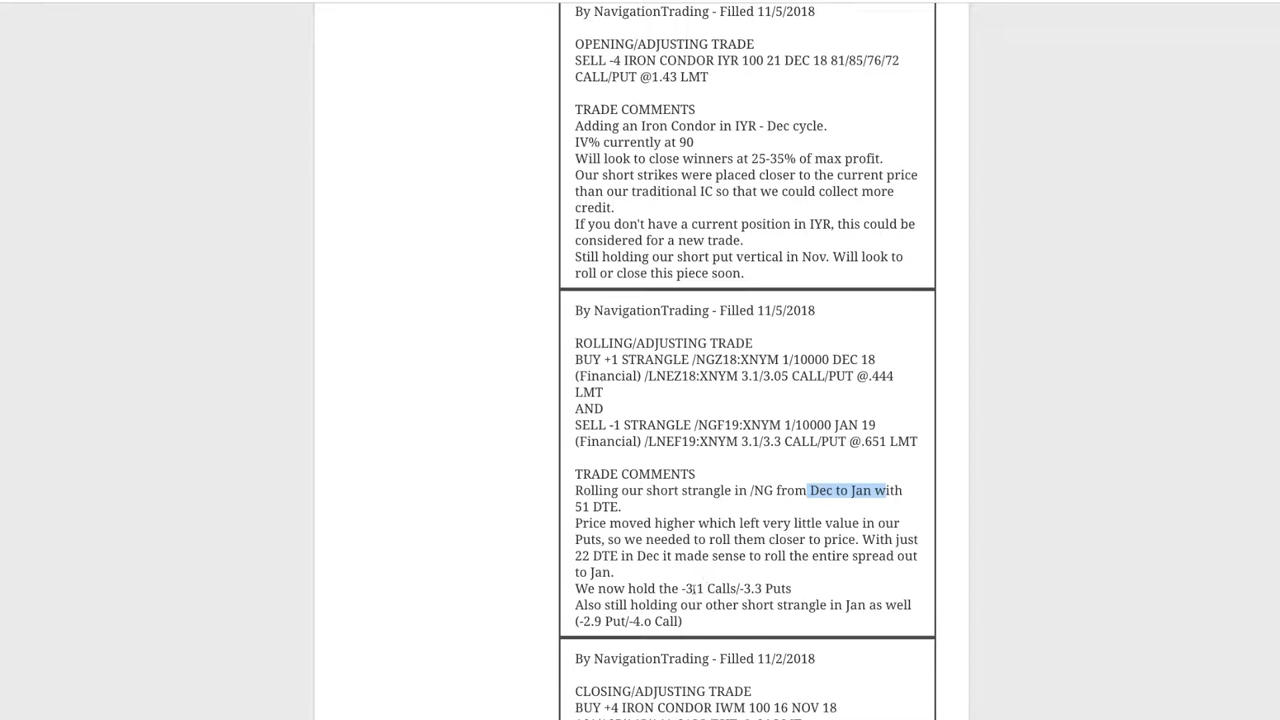 By NavigationTrading - Filled 11/5/2018
OPENING/ADJUSTING TRADE
SELL -4 IRON CONDOR IYR 100 21 DEC 18 81/85/76/72
CALL/PUT @1.43 LMT
TRADE COMMENTS
Adding an Iron Condor in IYR - Dec cycle.
IV% currently at 90
Will look to close winners at 25-35% of max profit.
Our short strikes were placed closer to the current price
than our traditional IC so that we could collect more
credit.
If you don't have a current position in IYR, this could be
considered for a new trade.
Still holding our short put vertical in Nov. Will look to
roll or close this piece soon.
By NavigationTrading - Filled 11/5/2018
ROLLING/ADJUSTING TRADE
BUY +1 STRANGLE /NGZ18:XNYM 1/10000 DEC 18
(Financial) /LNEZ18:XNYM 3.1/3.05 CALL/PUT @.444
LMT
AND
SELL -1 STRANGLE /NGF19:XNYM 1/10000 JAN 19
(Financial) /LNEF19:XNYM 3.1/3.3 CALL/PUT @.651 LMT
TRADE COMMENTS
Rolling our short strangle in /NG from Dec to Jan with
51 DTE.
Price moved higher which left very little value in our
Puts, so we needed to roll them closer to price. With just
22 DTE in Dec it made sense to roll the entire spread out
to Jan.
We now hold the -3.1 Calls/-3.3 Puts
Also still holding our other short strangle in Jan as well
(-2.9 Put/-4.o Call)
By NavigationTrading - Filled 11/2/2018
CLOSING/ADJUSTING TRADE
BUY +4 IRON CONDOR IWM 100 16 NOV 18